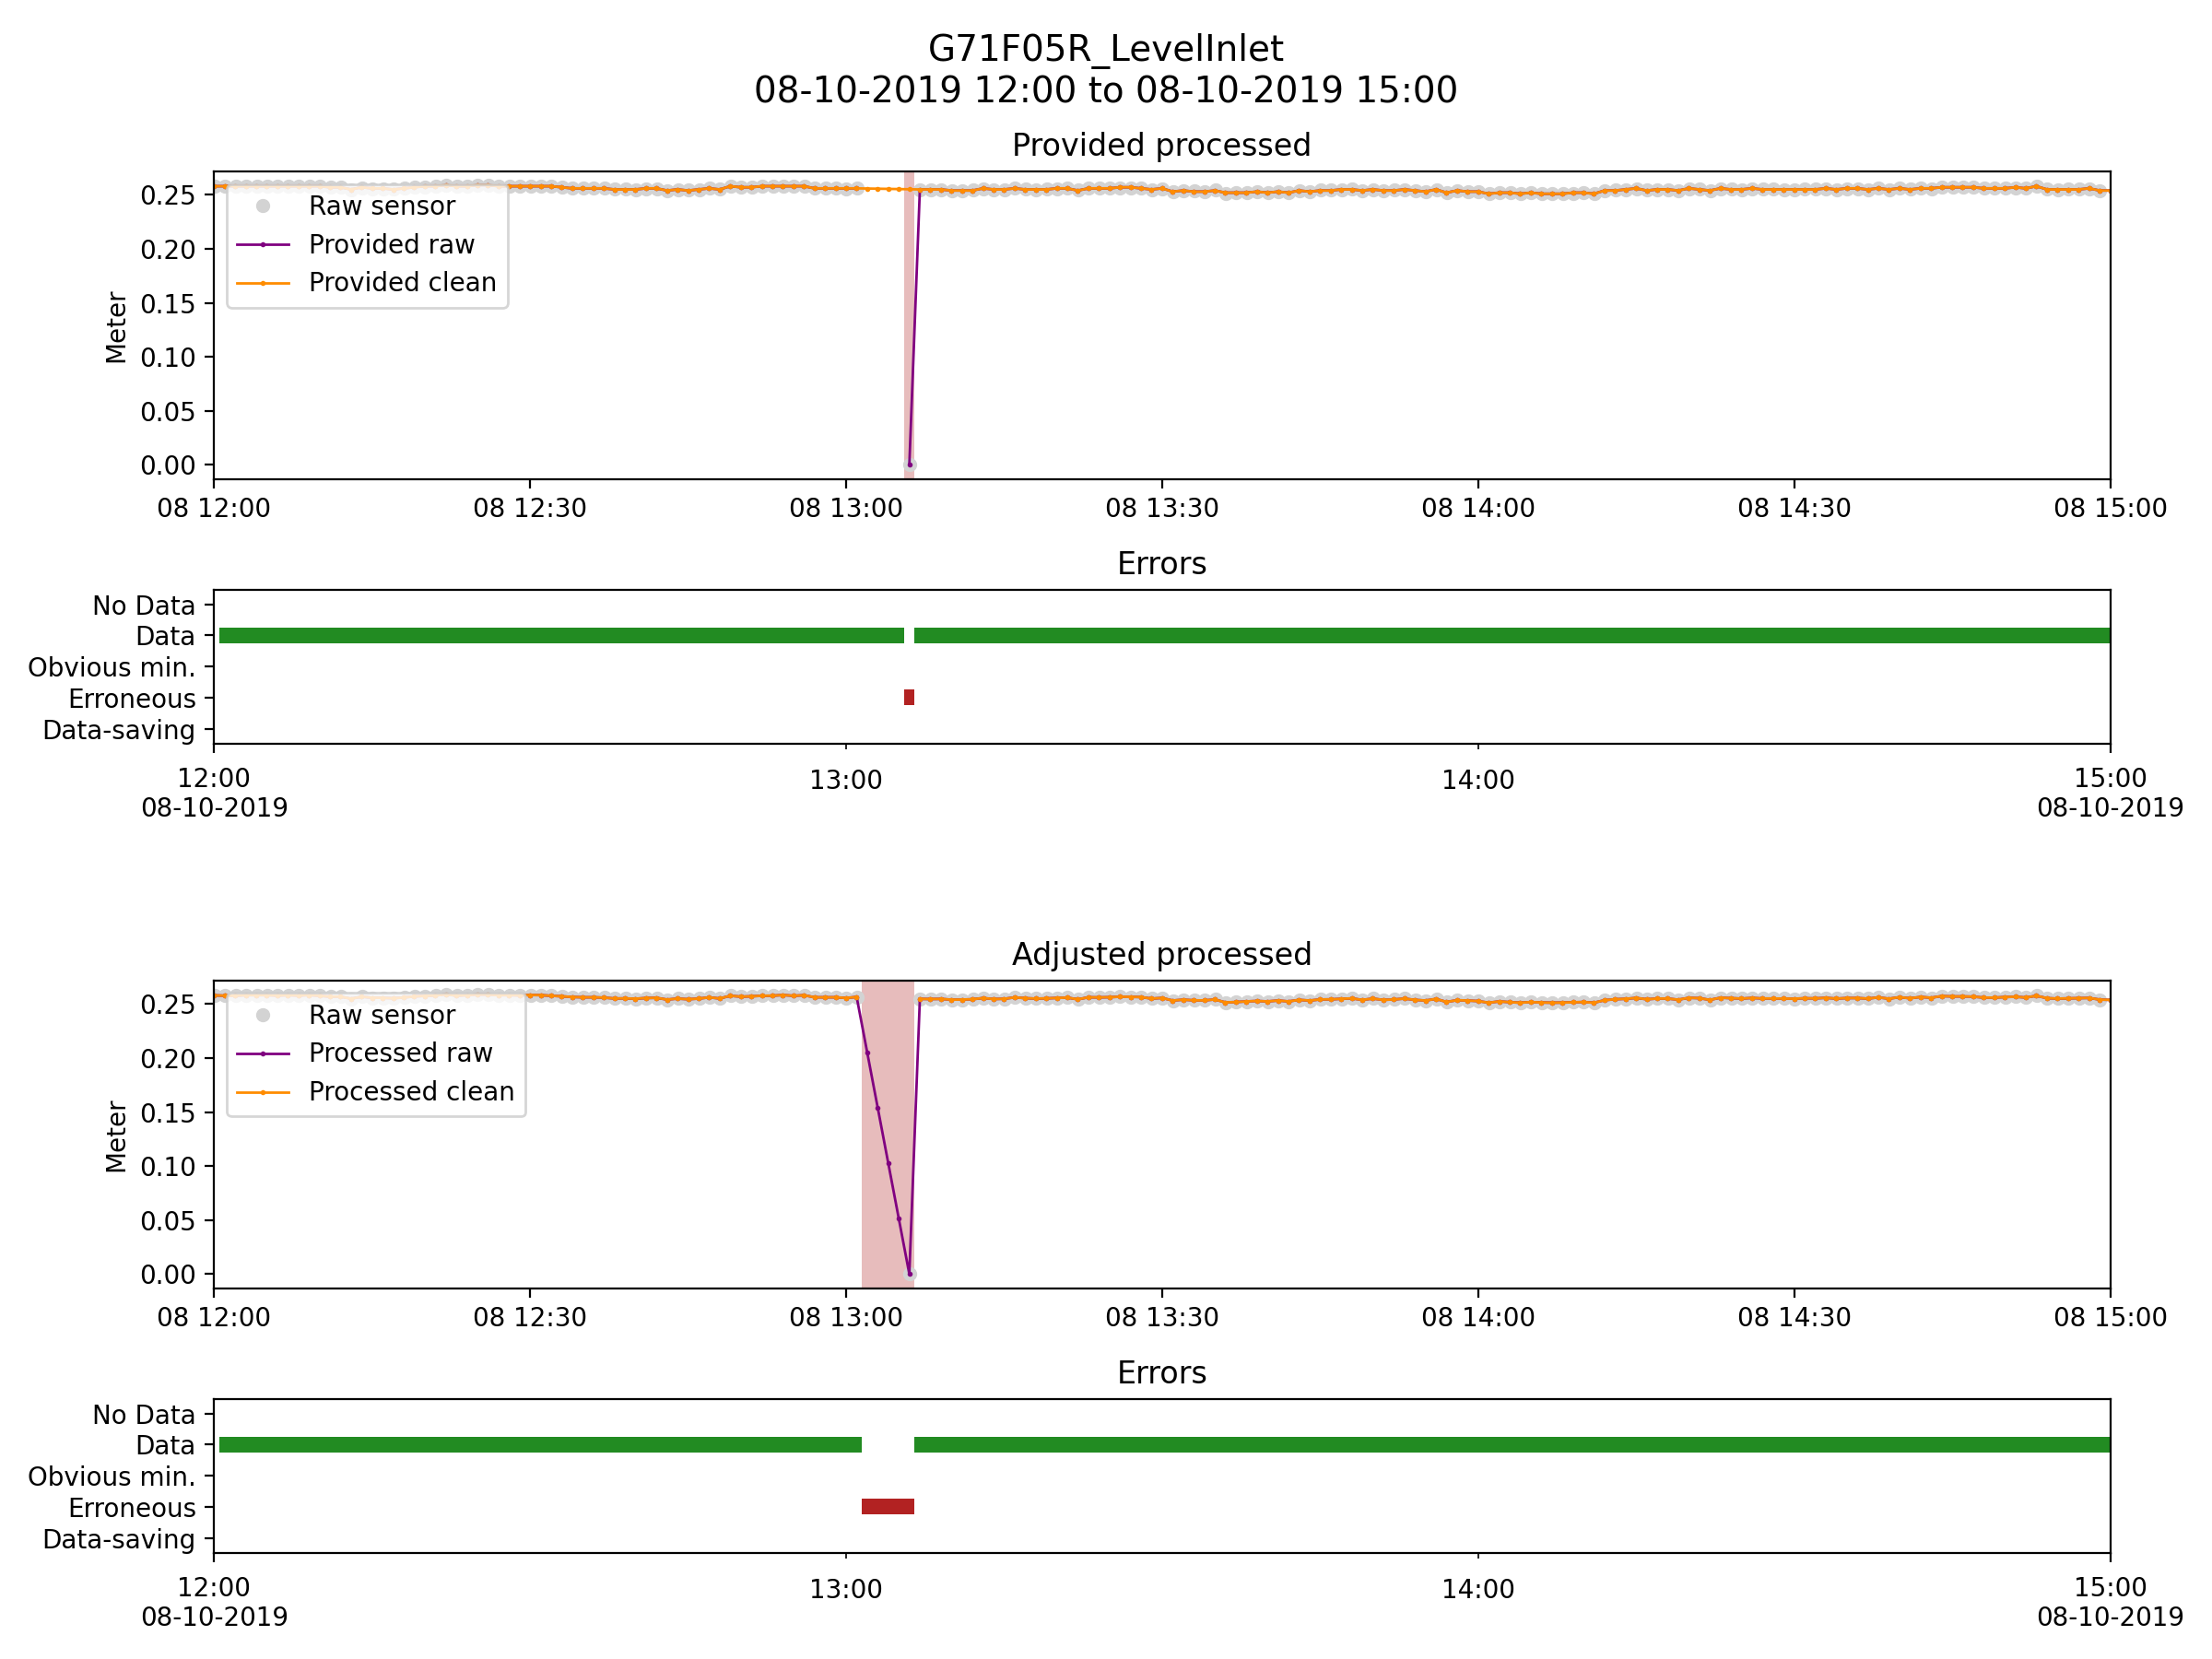 G71F05R_LevelInlet
08-10-2019 12:00 to 08-10-2019 15:00
Provided processed
Meter
0.25
0.20
0.15
0.10
0.05
0.00
Raw sensor
Provided raw
Provided clean
08 12:00 08 12:30 08 13:00 08 13:30 08 14:00 08 14:30 08 15:00
Errors
No Data
Data
Obvious min.
Erroneous
Data-saving
12:00 13:00 14:00 15:00
08-10-2019 08-10-2019
Adjusted processed
Meter
0.25
0.20
0.15
0.10
0.05
0.00
Raw sensor
Processed raw
Processed clean
08 12:00 08 12:30 08 13:00 08 13:30 08 14:00 08 14:30 08 15:00
Errors
No Data
Data
Obvious min.
Erroneous
Data-saving
12:00 13:00 14:00 15:00
08-10-2019 08-10-2019